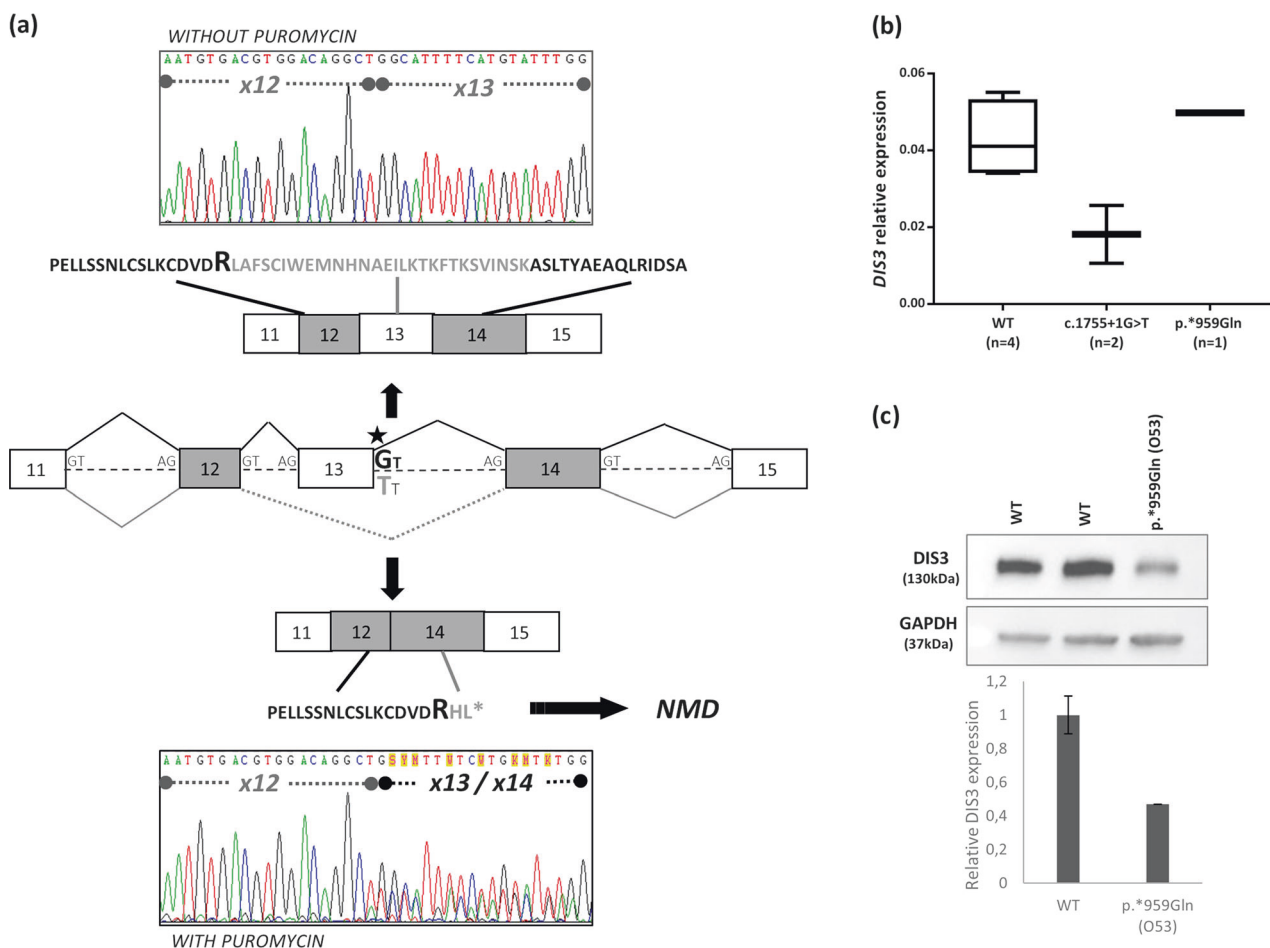 (a)
WITHOUT PUROMYCIN
AATGTGACGTGGACAGGCTGGCATTTTCATGTATTTGG
x12 x13
PELLSSNLCSLKCDVDRLAFSCIWEMNHNAEILKTKFTKSVINSKASLTYAEAQLRIDSA
11 12 13 14 15
11 GT AG 12 GT AG 13 GT AG 14 GT AG 15
TT
11 12 14 15
PELLSSNLCSLKCDVDRHL* NMD
AATGTGACGTGGACAGGCTGSYMTTWTCWTGKMTKTGG
x12 x13 / x14
WITH PUROMYCIN
(b)
DIS3 relative expression
0.06
0.04
0.02
0.00
WT c.1755+1G>T p.*959Gln
(n=4) (n=2) (n=1)
(c)
WT WT p.*959Gln (O53)
DIS3
(130kDa)
GAPDH
(37kDa)
Relative DIS3 expression
1,2
1
0,8
0,6
0,4
0,2
0
WT p.*959Gln
(O53)